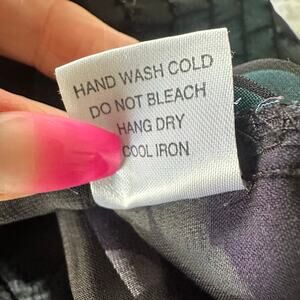 HAND WASH COLD
DO NOT BLEACH
HANG DRY
COOL IRON